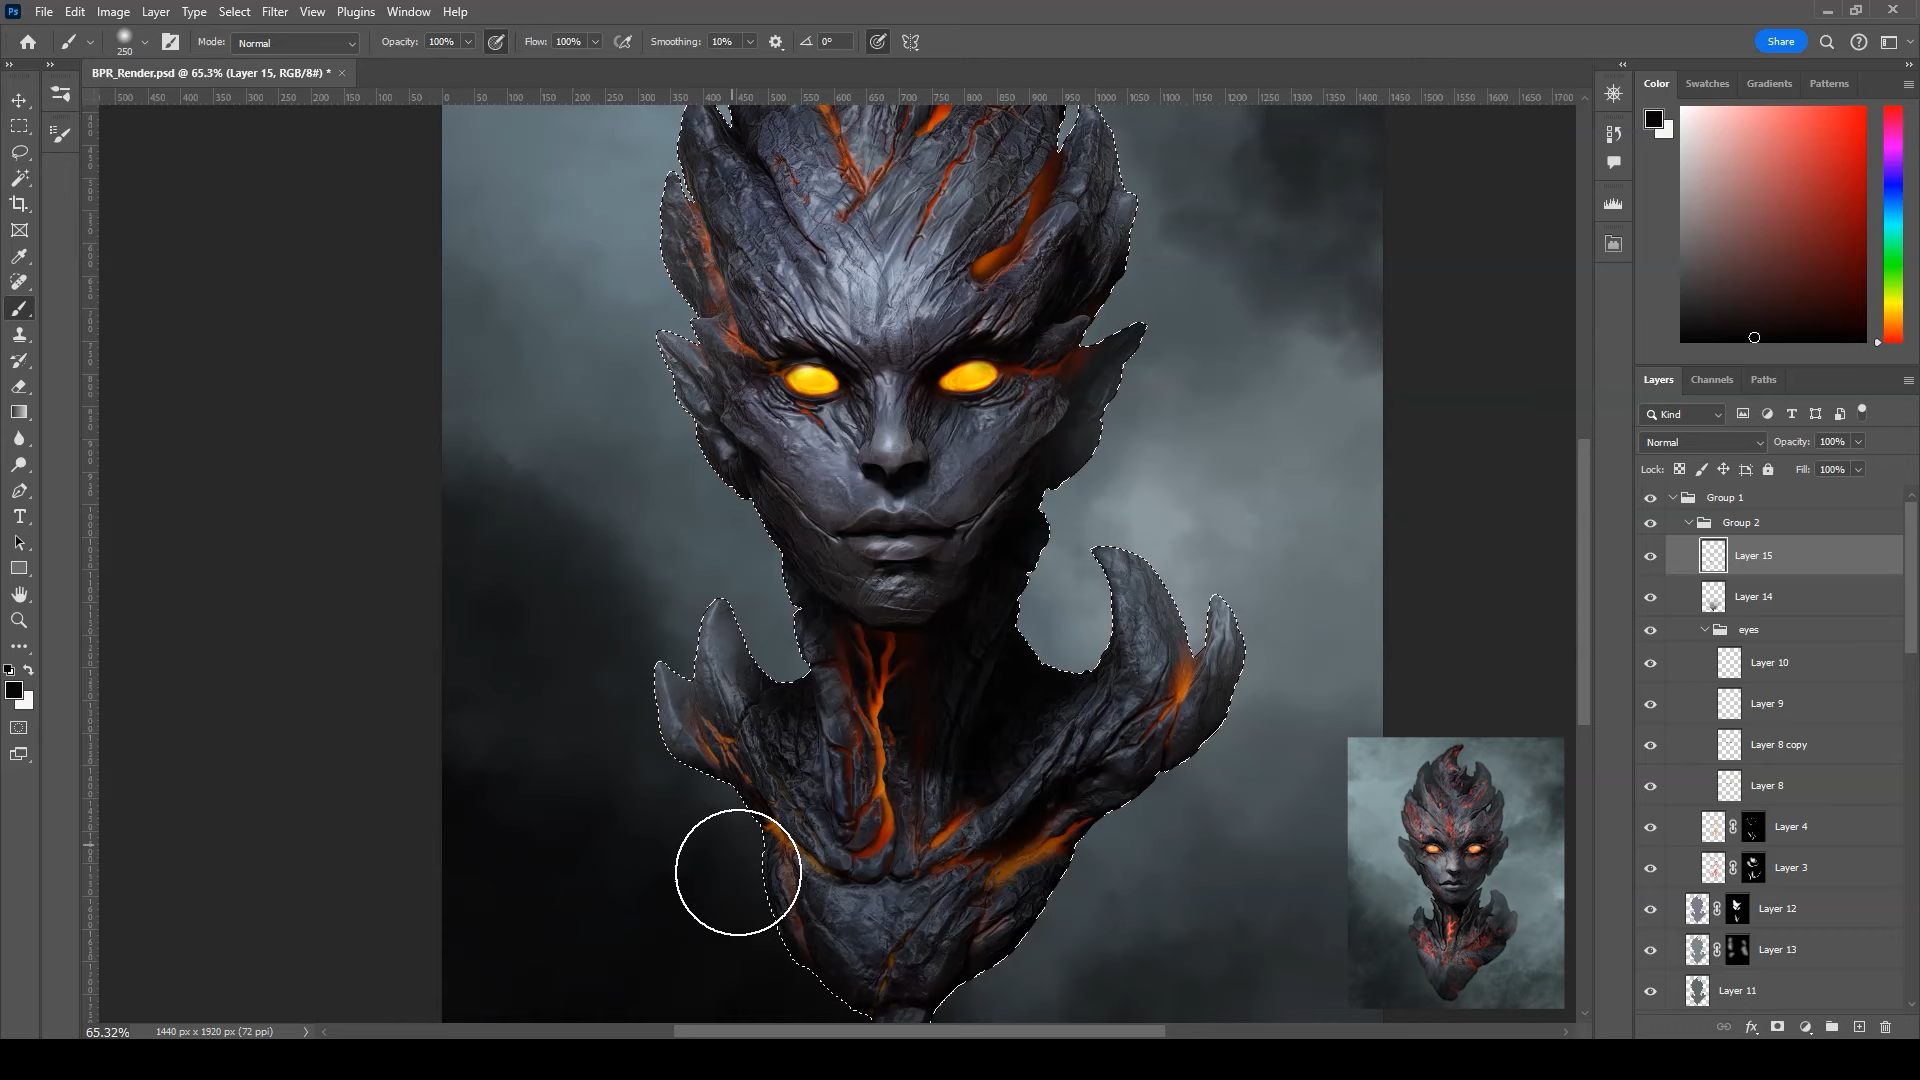 Ps File Edit Image Layer Type Select Filter View Plugins Window Help
250 Mode: Normal Opacity: 100% Flow: 100% Smoothing: 10% 0° Share
BPR_Render.psd @ 65.3% (Layer 15, RGB/8#) * ×
500 450 400 350 300 250 200 150 100 50 0 50 100 150 200 250 300 350 400 450 500 550 600 650 700 750 800 850 900 950 1000 1050 1100 1150 1200 1250 1300 1350 1400 1450 1500 1550 1600 1650 1700
Color Swatches Gradients Patterns
Layers Channels Paths
Kind
Normal Opacity: 100%
Lock: Fill: 100%
Group 1
Group 2
Layer 15
Layer 14
eyes
Layer 10
Layer 9
Layer 8 copy
Layer 8
Layer 4
Layer 3
Layer 12
Layer 13
Layer 11
fx
65.32% 1440 px x 1920 px (72 ppi)